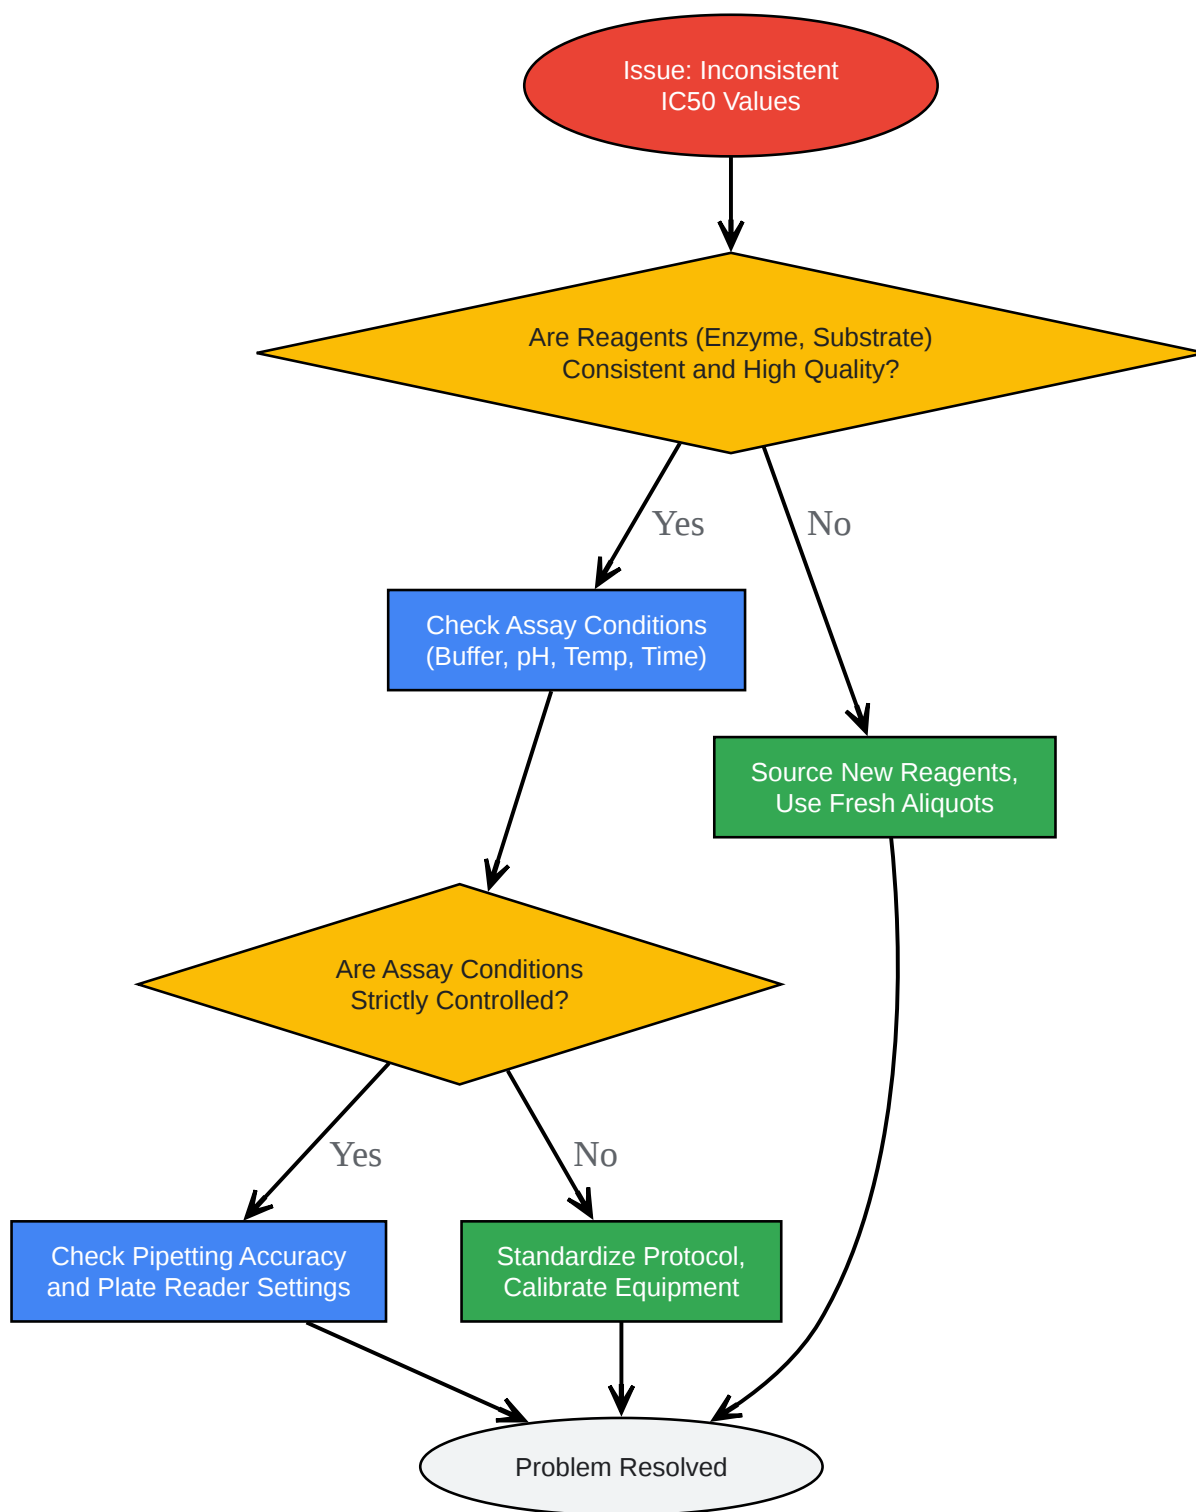 Issue: Inconsistent
IC50 Values
Are Reagents (Enzyme, Substrate)
Consistent and High Quality?
Yes
No
Check Assay Conditions
(Buffer, pH, Temp, Time)
Source New Reagents,
Use Fresh Aliquots
Are Assay Conditions
Strictly Controlled?
Yes
No
Check Pipetting Accuracy
and Plate Reader Settings
Standardize Protocol,
Calibrate Equipment
Problem Resolved